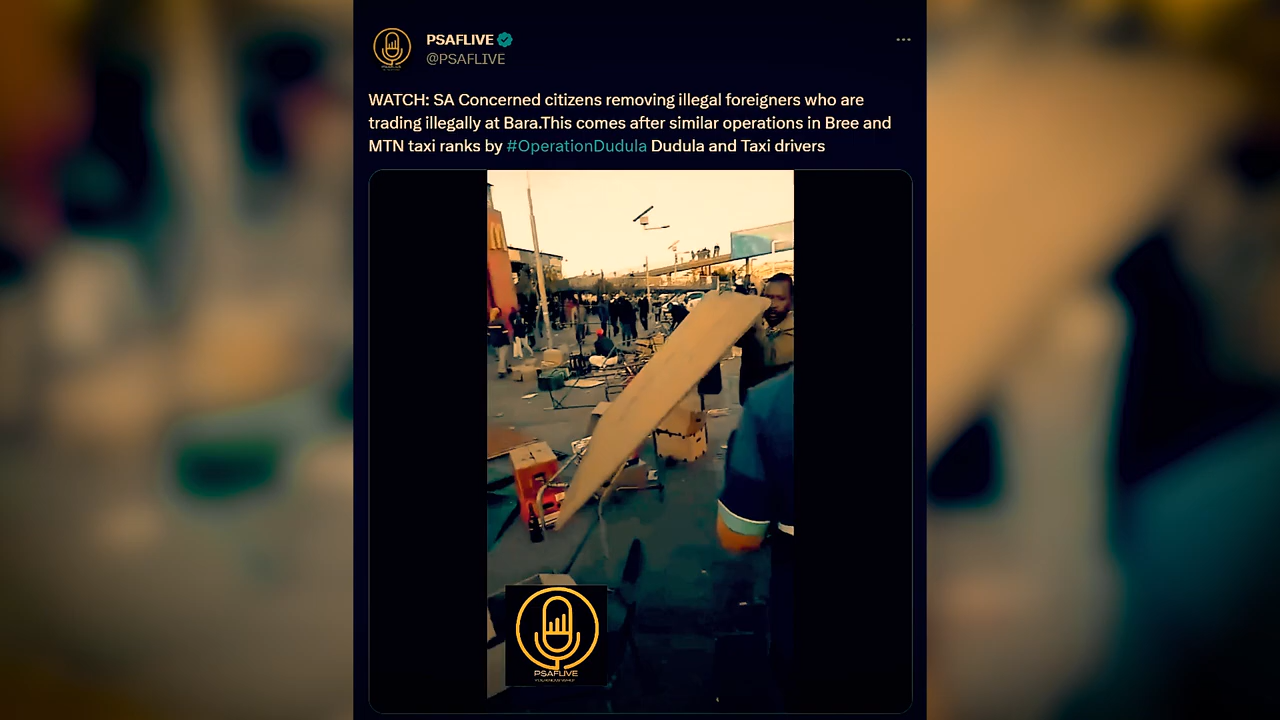 PSAFLIVE
@PSAFLIVE
WATCH: SA Concerned citizens removing illegal foreigners who are
trading illegally at Bara.This comes after similar operations in Bree and
MTN taxi ranks by #OperationDudula Dudula and Taxi drivers
PSAFLIVE